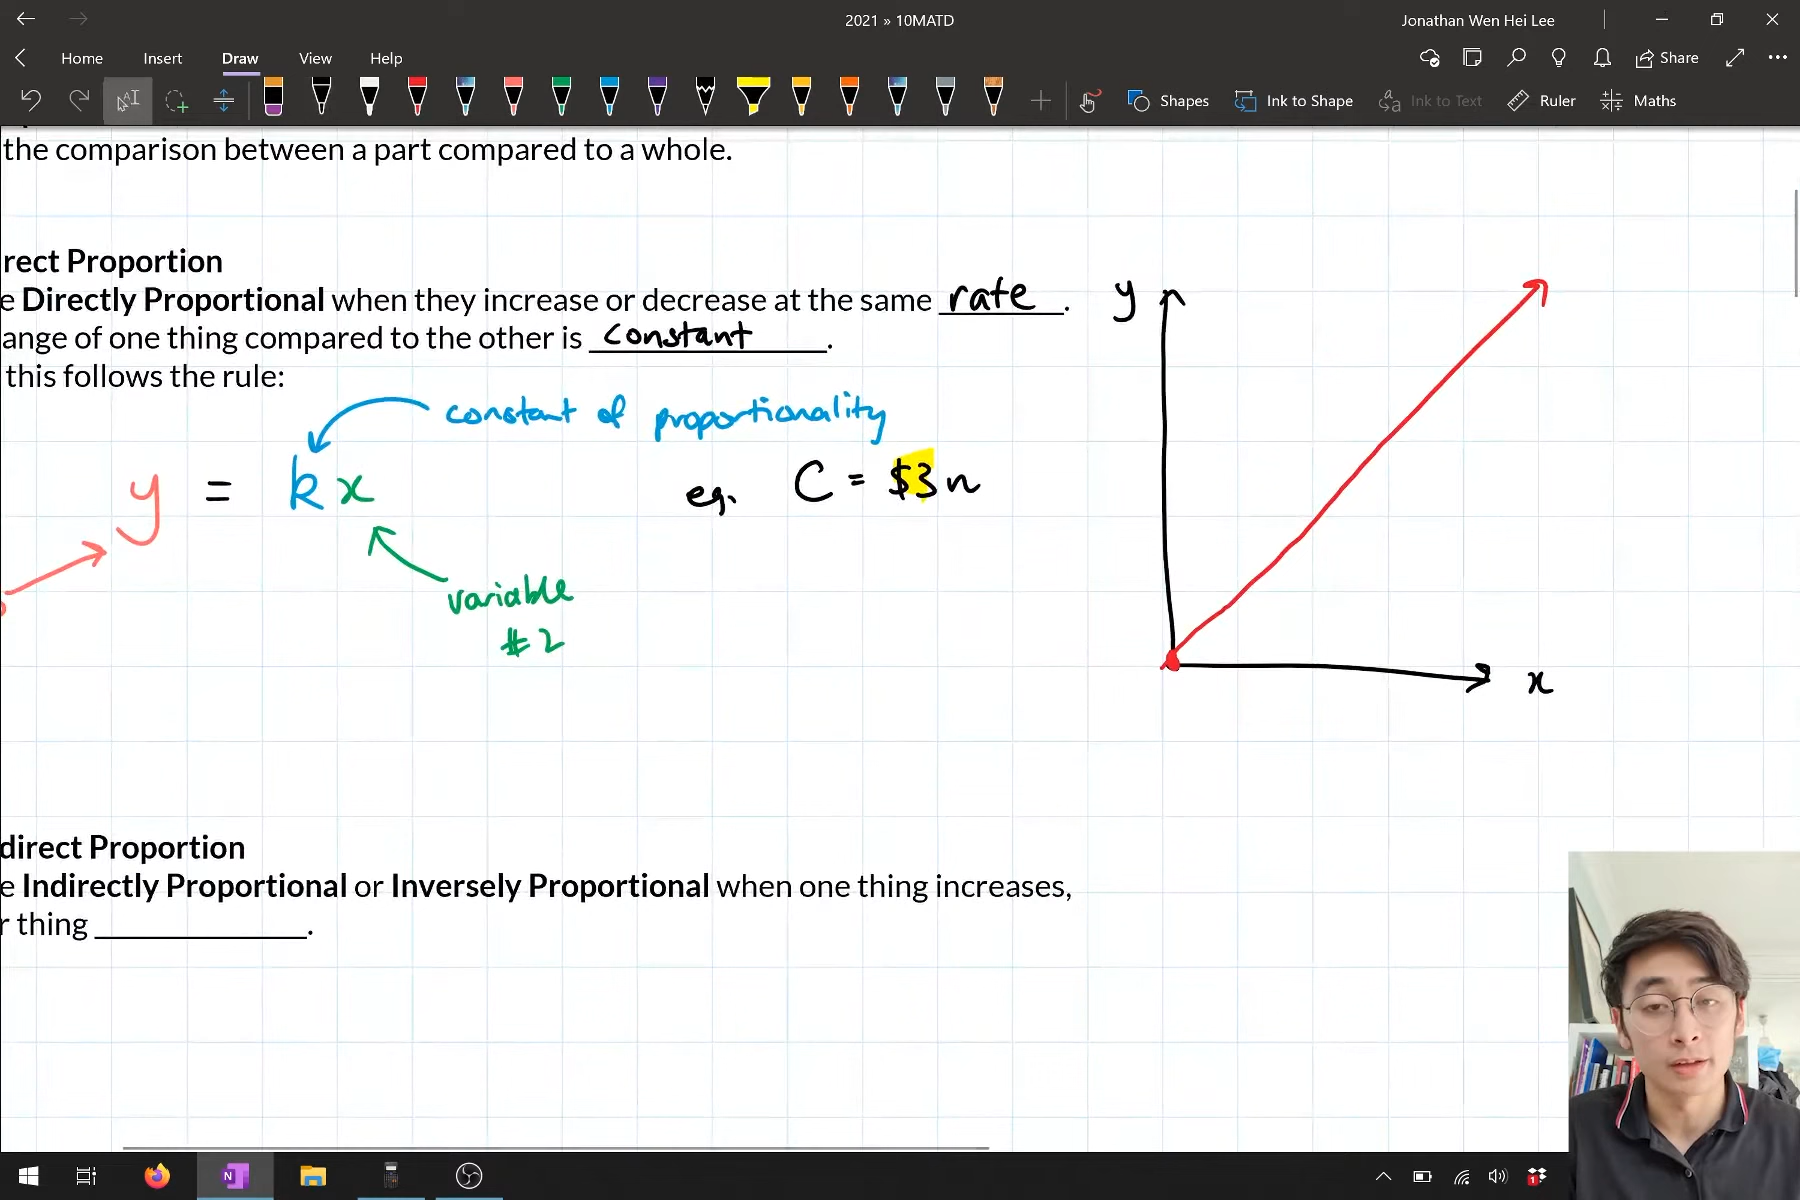 2021 » 10MATD
Jonathan Wen Hei Lee
Home Insert Draw View Help
Share
Shapes Ink to Shape Ink to Text Ruler Maths
the comparison between a part compared to a whole.
rect Proportion
e Directly Proportional when they increase or decrease at the same rate.
ange of one thing compared to the other is constant.
this follows the rule:
constant of proportionality
y = kx
eg. C = $3n
variable
#2
y
x
direct Proportion
e Indirectly Proportional or Inversely Proportional when one thing increases,
r thing ____________.